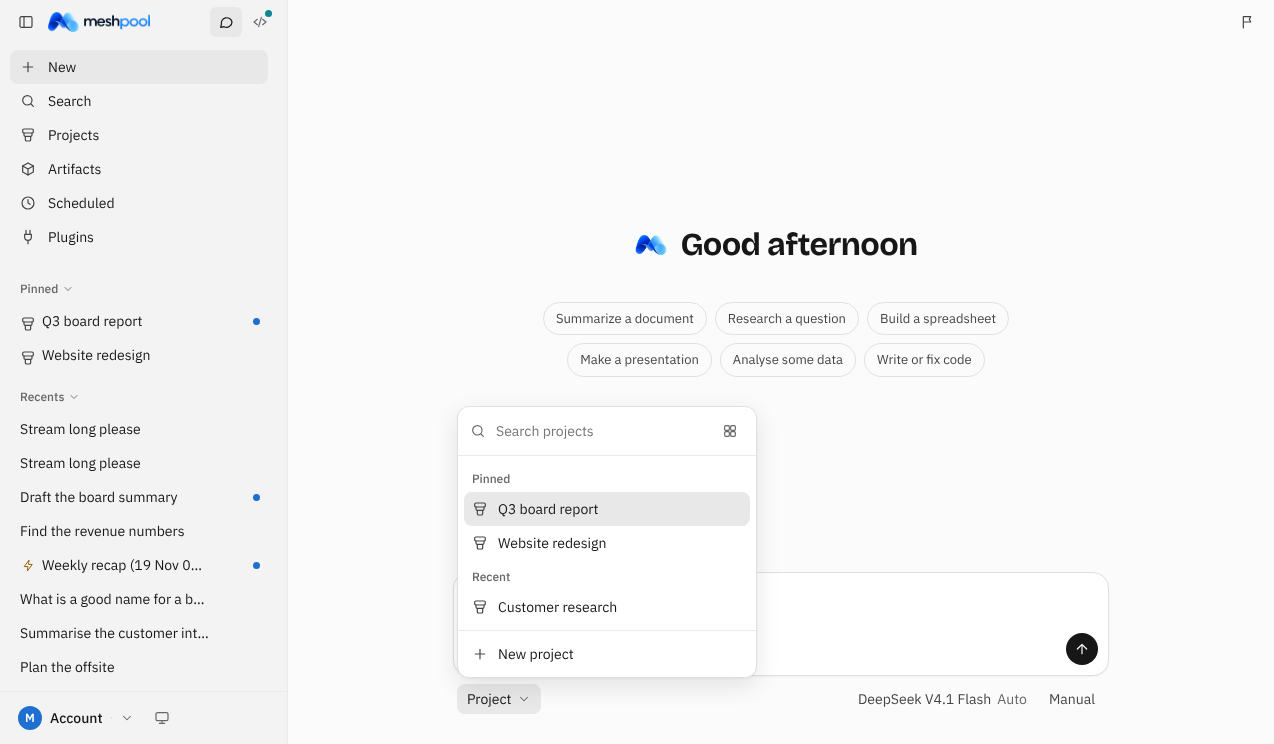 meshpool
New
Search
Projects
Artifacts
Scheduled
Plugins
Pinned
Q3 board report
Website redesign
Recents
Stream long please
Stream long please
Draft the board summary
Find the revenue numbers
Weekly recap (19 Nov 0...
What is a good name for a b...
Summarise the customer int...
Plan the offsite
M Account
Good afternoon
Summarize a document Research a question Build a spreadsheet
Make a presentation Analyse some data Write or fix code
Search projects
Pinned
Q3 board report
Website redesign
Recent
Customer research
New project
Project DeepSeek V4.1 Flash Auto Manual